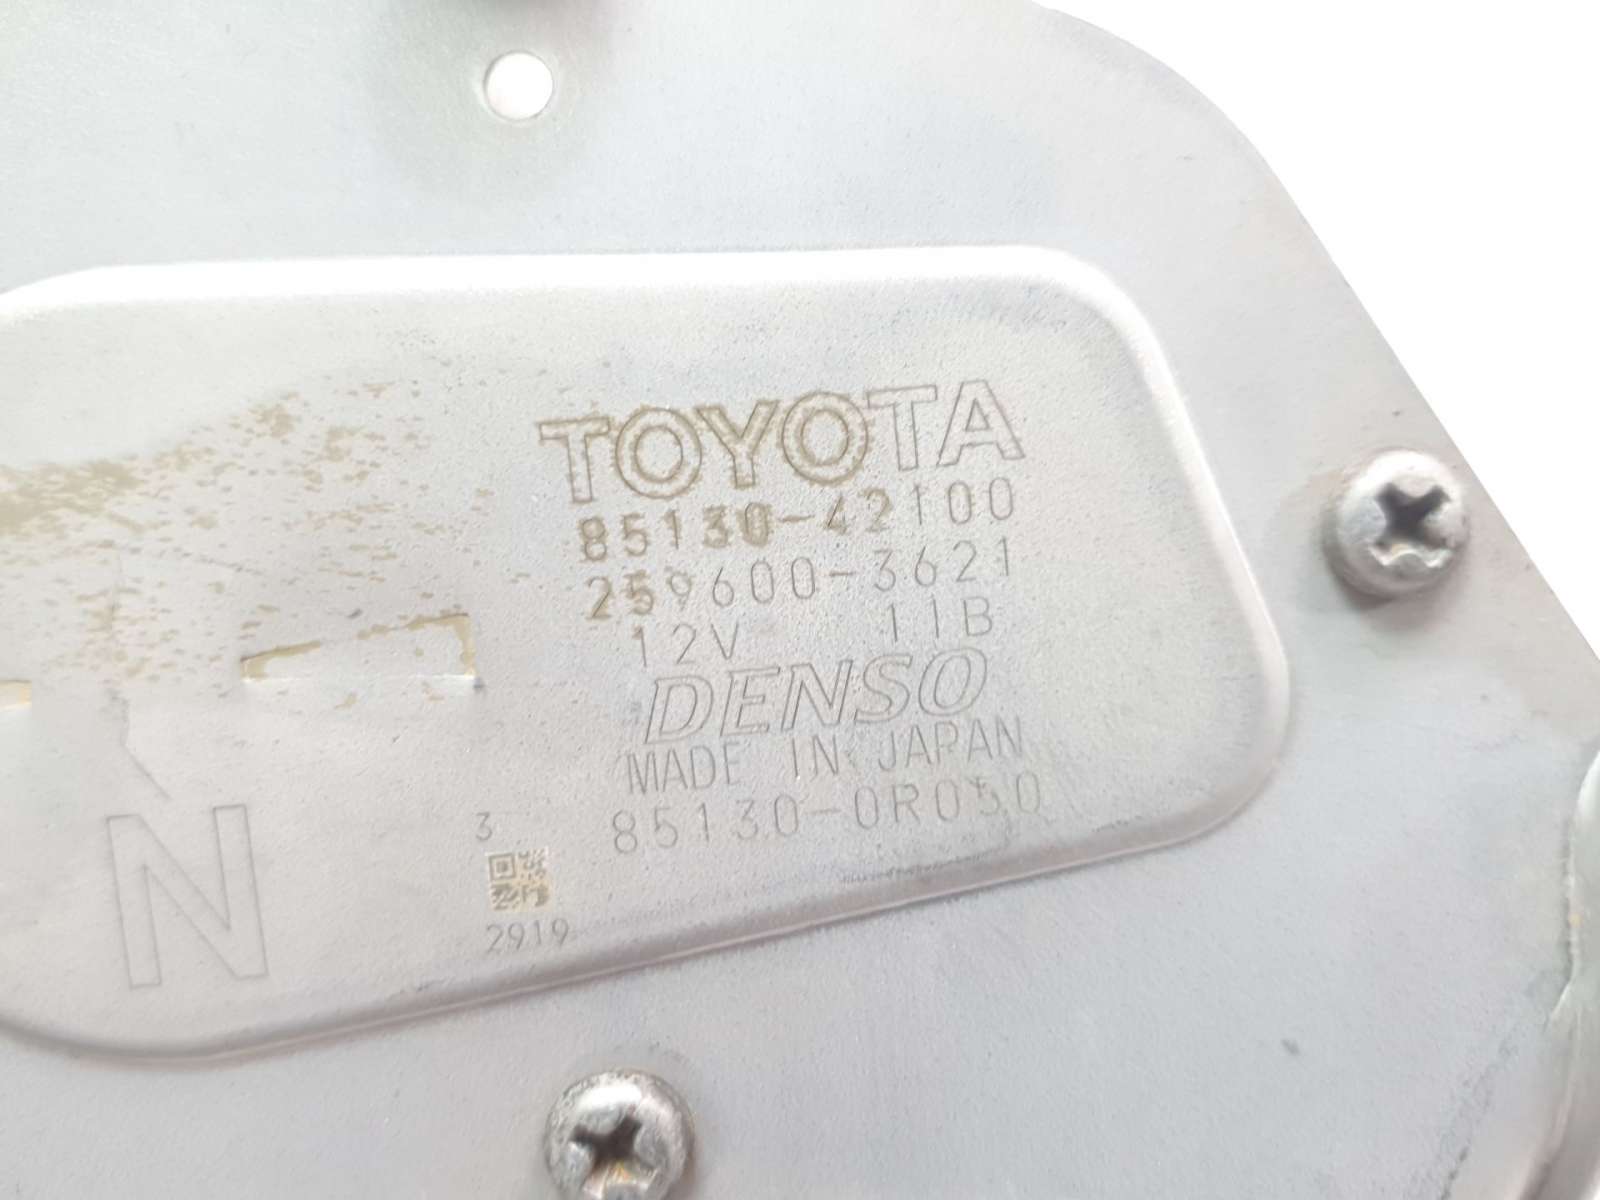 TOYOTA
85130-42100
259600-3621
12V 11B
DENSO
MADE IN JAPAN
85130-0R050
3
2919
N